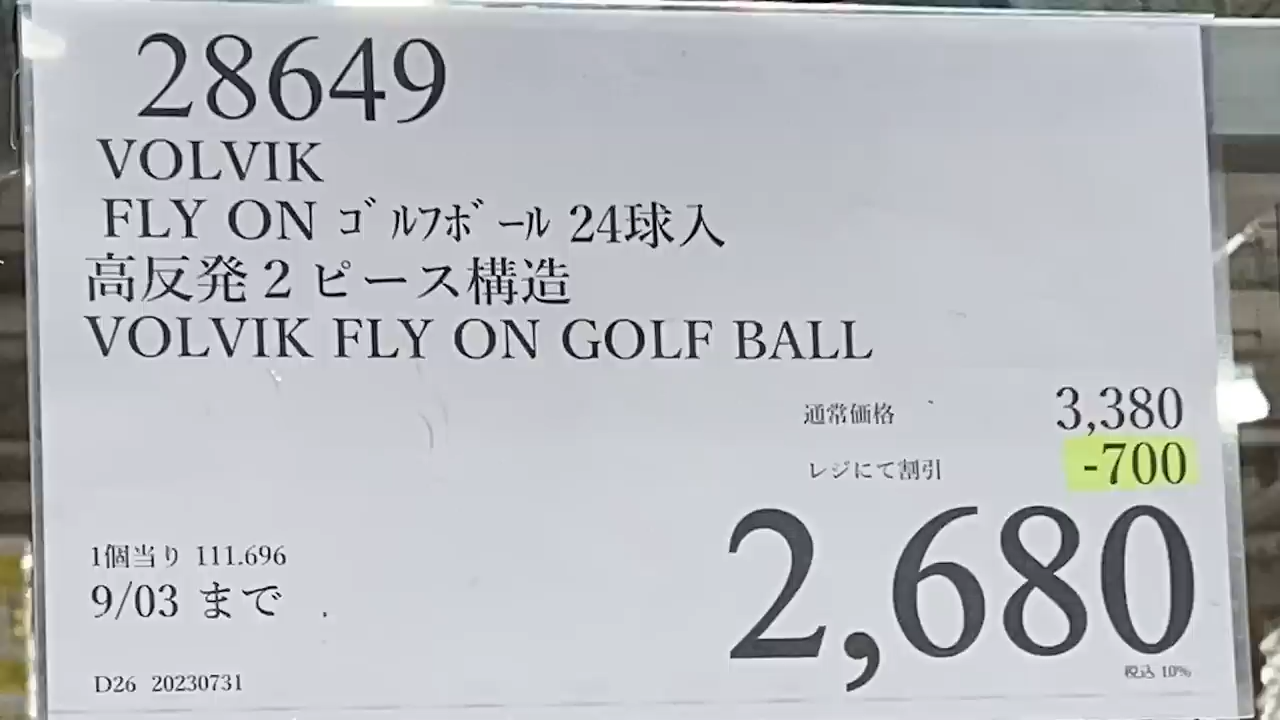 28649
VOLVIK
FLY ON ｺﾞﾙﾌﾎﾞｰﾙ 24球入
高反発２ピース構造
VOLVIK FLY ON GOLF BALL
通常価格 3,380
レジにて割引 -700
2,680
税込 10%
1個当り 111.696
9/03 まで
D26 20230731